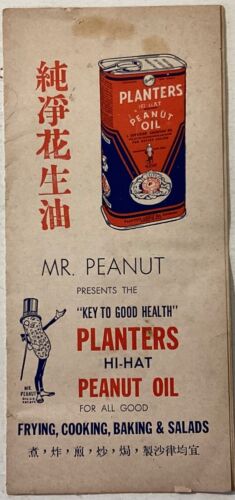 純淨花生油
PLANTERS
HI-HAT
PEANUT
OIL
MR. PEANUT
PRESENTS THE
"KEY TO GOOD HEALTH"
PLANTERS
HI-HAT
PEANUT OIL
FOR ALL GOOD
MR.
PEANUT
FRYING, COOKING, BAKING & SALADS
煮,炸,煎,炒,焗,製沙律均宜